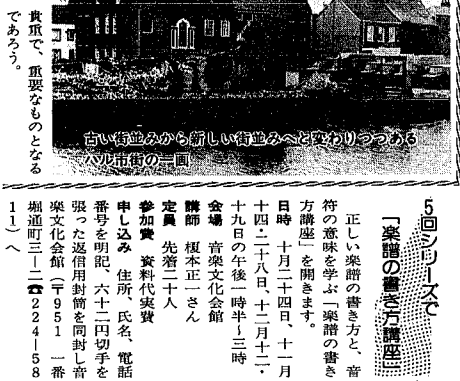 古い街並みから新しい街並みへと変わりつつある
ハル市街の一画
貴重で、重要なものとなる
であろう。
5回シリーズで
「楽譜の書き方講座」
正しい楽譜の書き方と、音
符の意味を学ぶ「楽譜の書き
方講座」を開きます。
日時　十月二十四日、十一月
十四・二十八日、十二月十二・
十九日の午後一時半〜三時
会場　音楽文化会館
講師　榎本正一さん
定員　先着二十人
参加費　資料代実費
申し込み　住所、氏名、電話
番号を明記、六十二円切手を
張った返信用封筒を同封し音
楽文化会館（〒951　一番
堀通町三―二☎224―58
11）へ